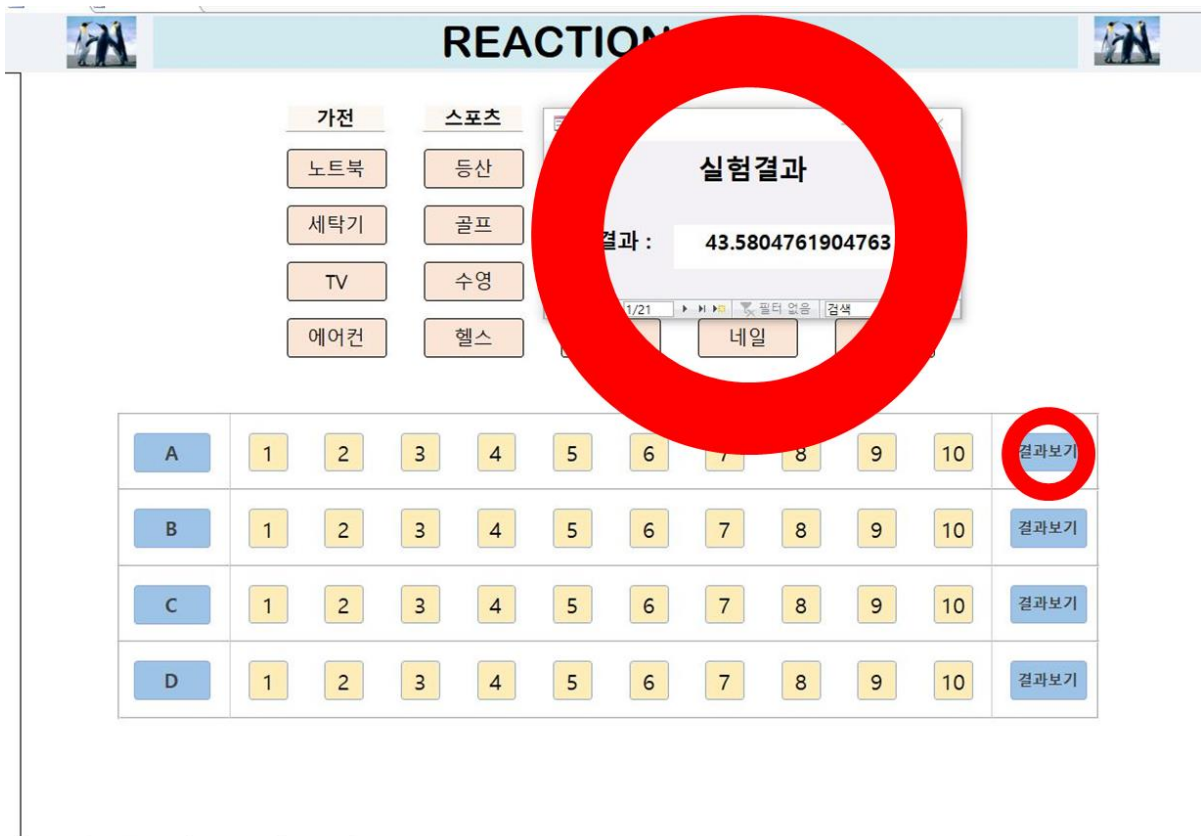 REACTION
가전 스포츠
실험결과
노트북 등산
세탁기 골프
결과 : 43.5804761904763
TV 수영
1/21 필터 없음 검색
에어컨 헬스 네일
A 1 2 3 4 5 6 7 8 9 10 결과보기
B 1 2 3 4 5 6 7 8 9 10 결과보기
C 1 2 3 4 5 6 7 8 9 10 결과보기
D 1 2 3 4 5 6 7 8 9 10 결과보기